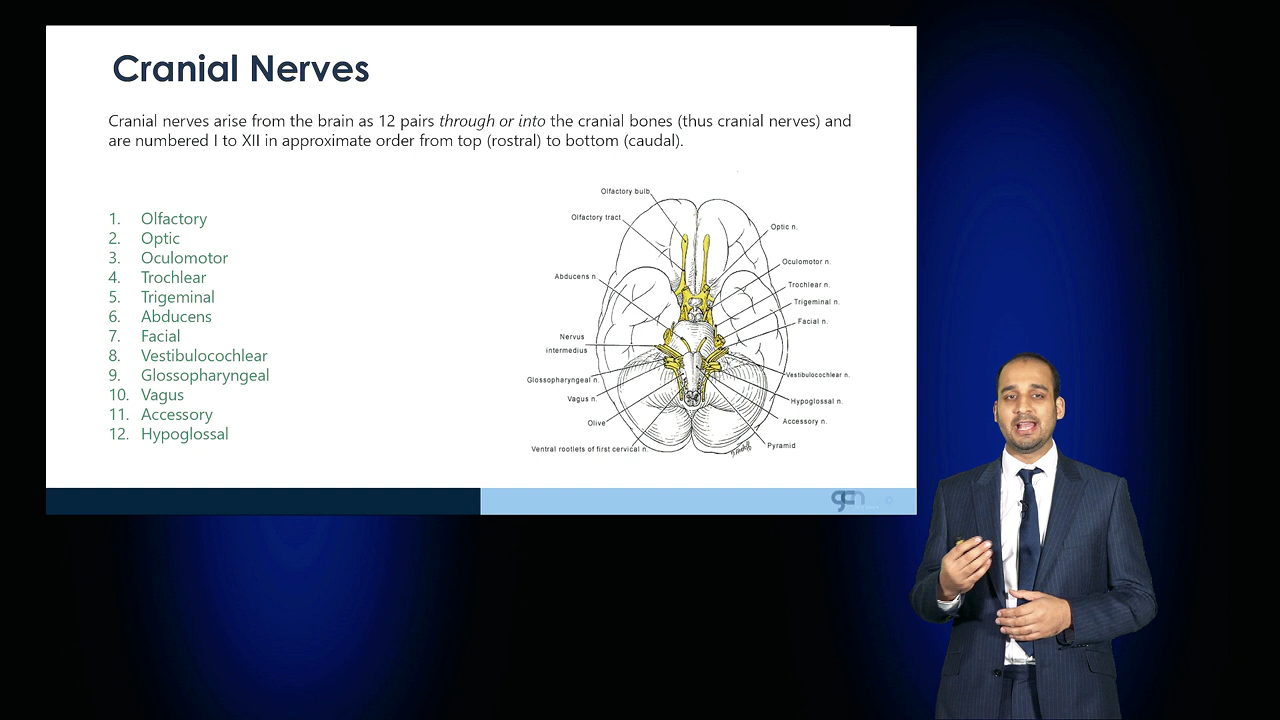 Cranial Nerves
Cranial nerves arise from the brain as 12 pairs through or into the cranial bones (thus cranial nerves) and
are numbered I to XII in approximate order from top (rostral) to bottom (caudal).
1. Olfactory
2. Optic
3. Oculomotor
4. Trochlear
5. Trigeminal
6. Abducens
7. Facial
8. Vestibulocochlear
9. Glossopharyngeal
10. Vagus
11. Accessory
12. Hypoglossal
Olfactory bulb
Olfactory tract
Abducens n.
Nervus
intermedius
Glossopharyngeal n.
Vagus n.
Olive
Ventral rootlets of first cervical n.
Optic n.
Oculomotor n.
Trochlear n.
Trigeminal n.
Facial n.
Vestibulocochlear n.
Hypoglossal n.
Accessory n.
Pyramid